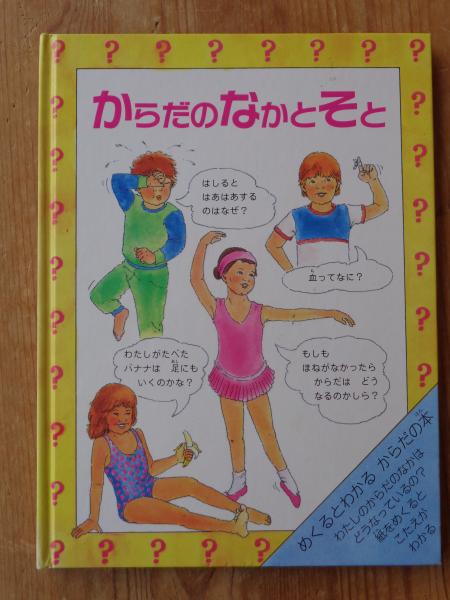 からだのなかとそと
はしると
はあはあする
のはなぜ?
血ってなに?
わたしがたべた
バナナは 足にも
いくのかな?
もしも
ほねがなかったら
からだは どう
なるのかしら?
めくるとわかる からだの本
わたしのからだのなかは
どうなっているの?
紙をめくると
こたえが
わかる